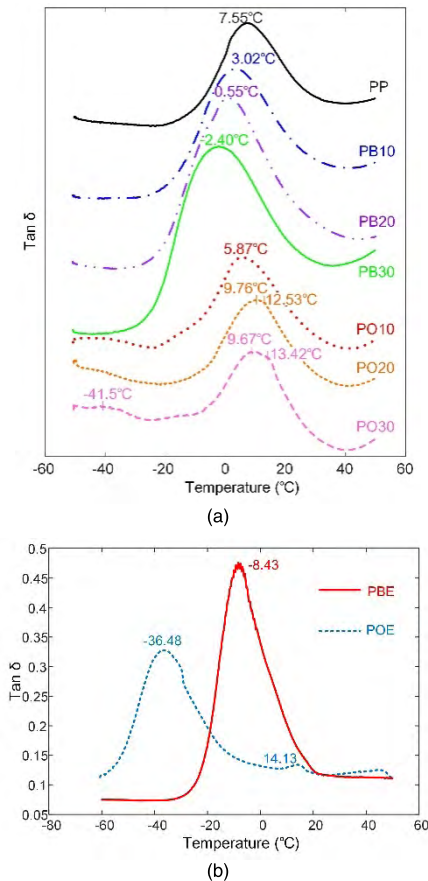 7.55℃
3.02℃
PP
-0.55℃
PB10
-2.40℃
PB20
PB30
Tan δ
5.87℃
PO10
9.76℃
12.53℃
PO20
9.67℃
13.42℃
-41.5℃
PO30
-60 -40 -20 0 20 40 60
Temperature (℃)
(a)
0.5
0.45
-8.43
PBE
0.4
-36.48
POE
0.35
0.3
Tan δ
0.25
0.2
0.15
14.13
0.1
0.05
-80 -60 -40 -20 0 20 40 60
Temperature (℃)
(b)